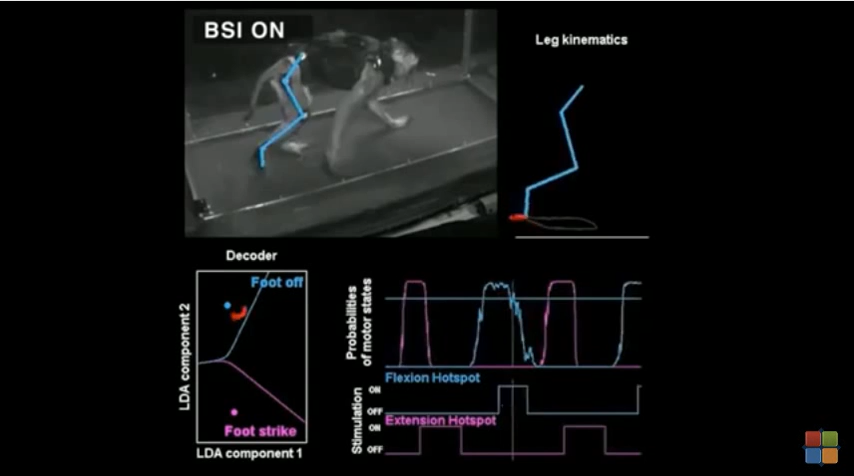 BSI ON
Leg kinematics
Decoder
Foot off
Foot strike
LDA component 2
LDA component 1
Probabilities
of motor states
Flexion Hotspot
Stimulation
ON
OFF
Extension Hotspot
ON
OFF